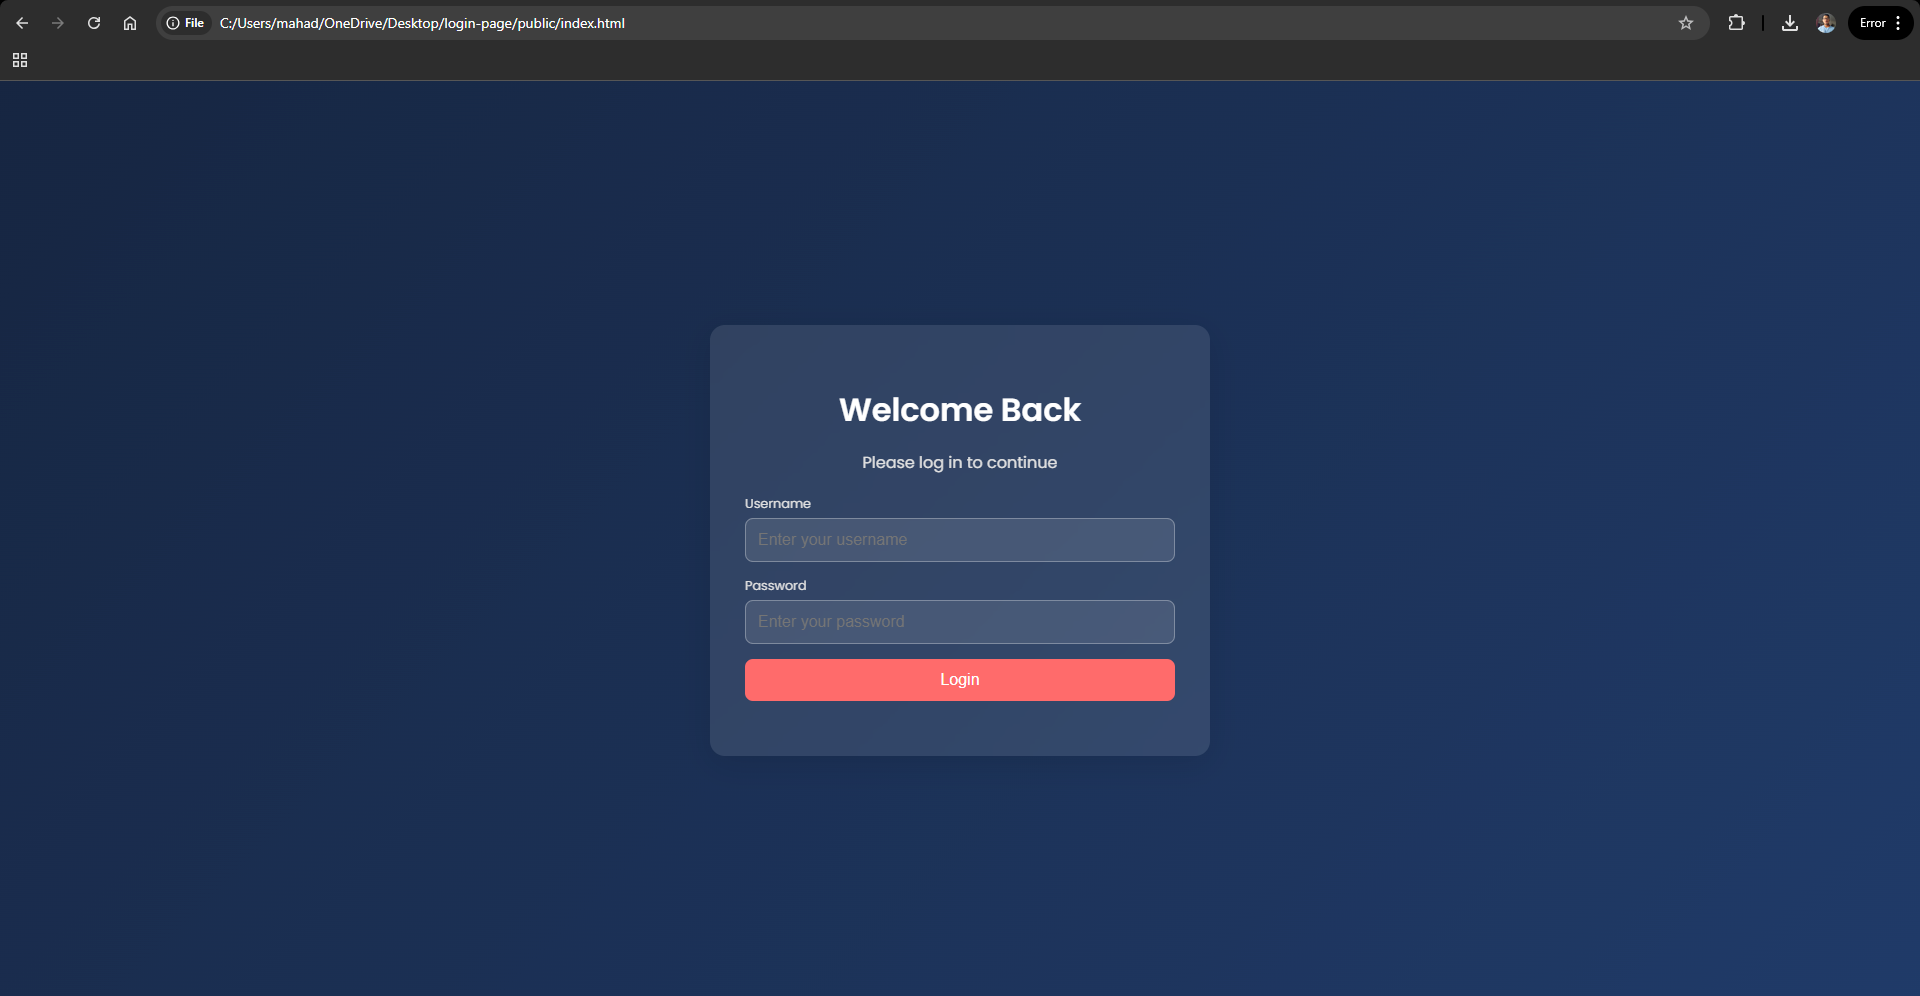 File C:/Users/mahad/OneDrive/Desktop/login-page/public/index.html Error
Welcome Back
Please log in to continue
Username
Enter your username
Password
Enter your password
Login